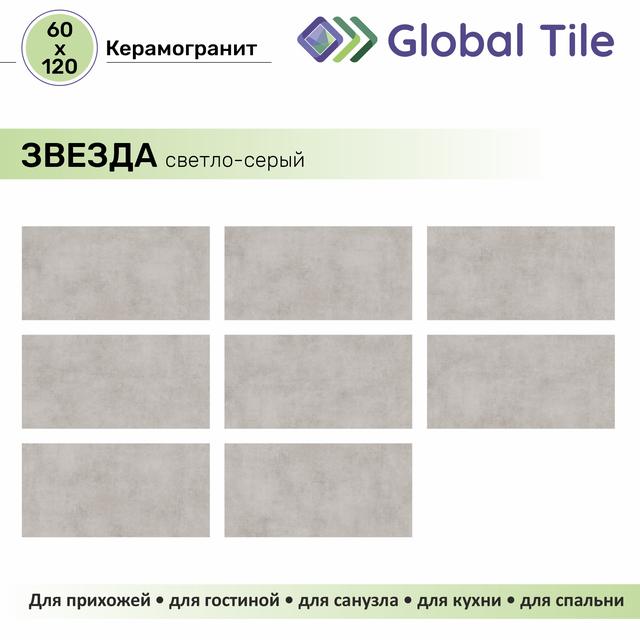 60
x
120
Керамогранит
Global Tile
ЗВЕЗДА светло-серый
Для прихожей • для гостиной • для санузла • для кухни • для спальни